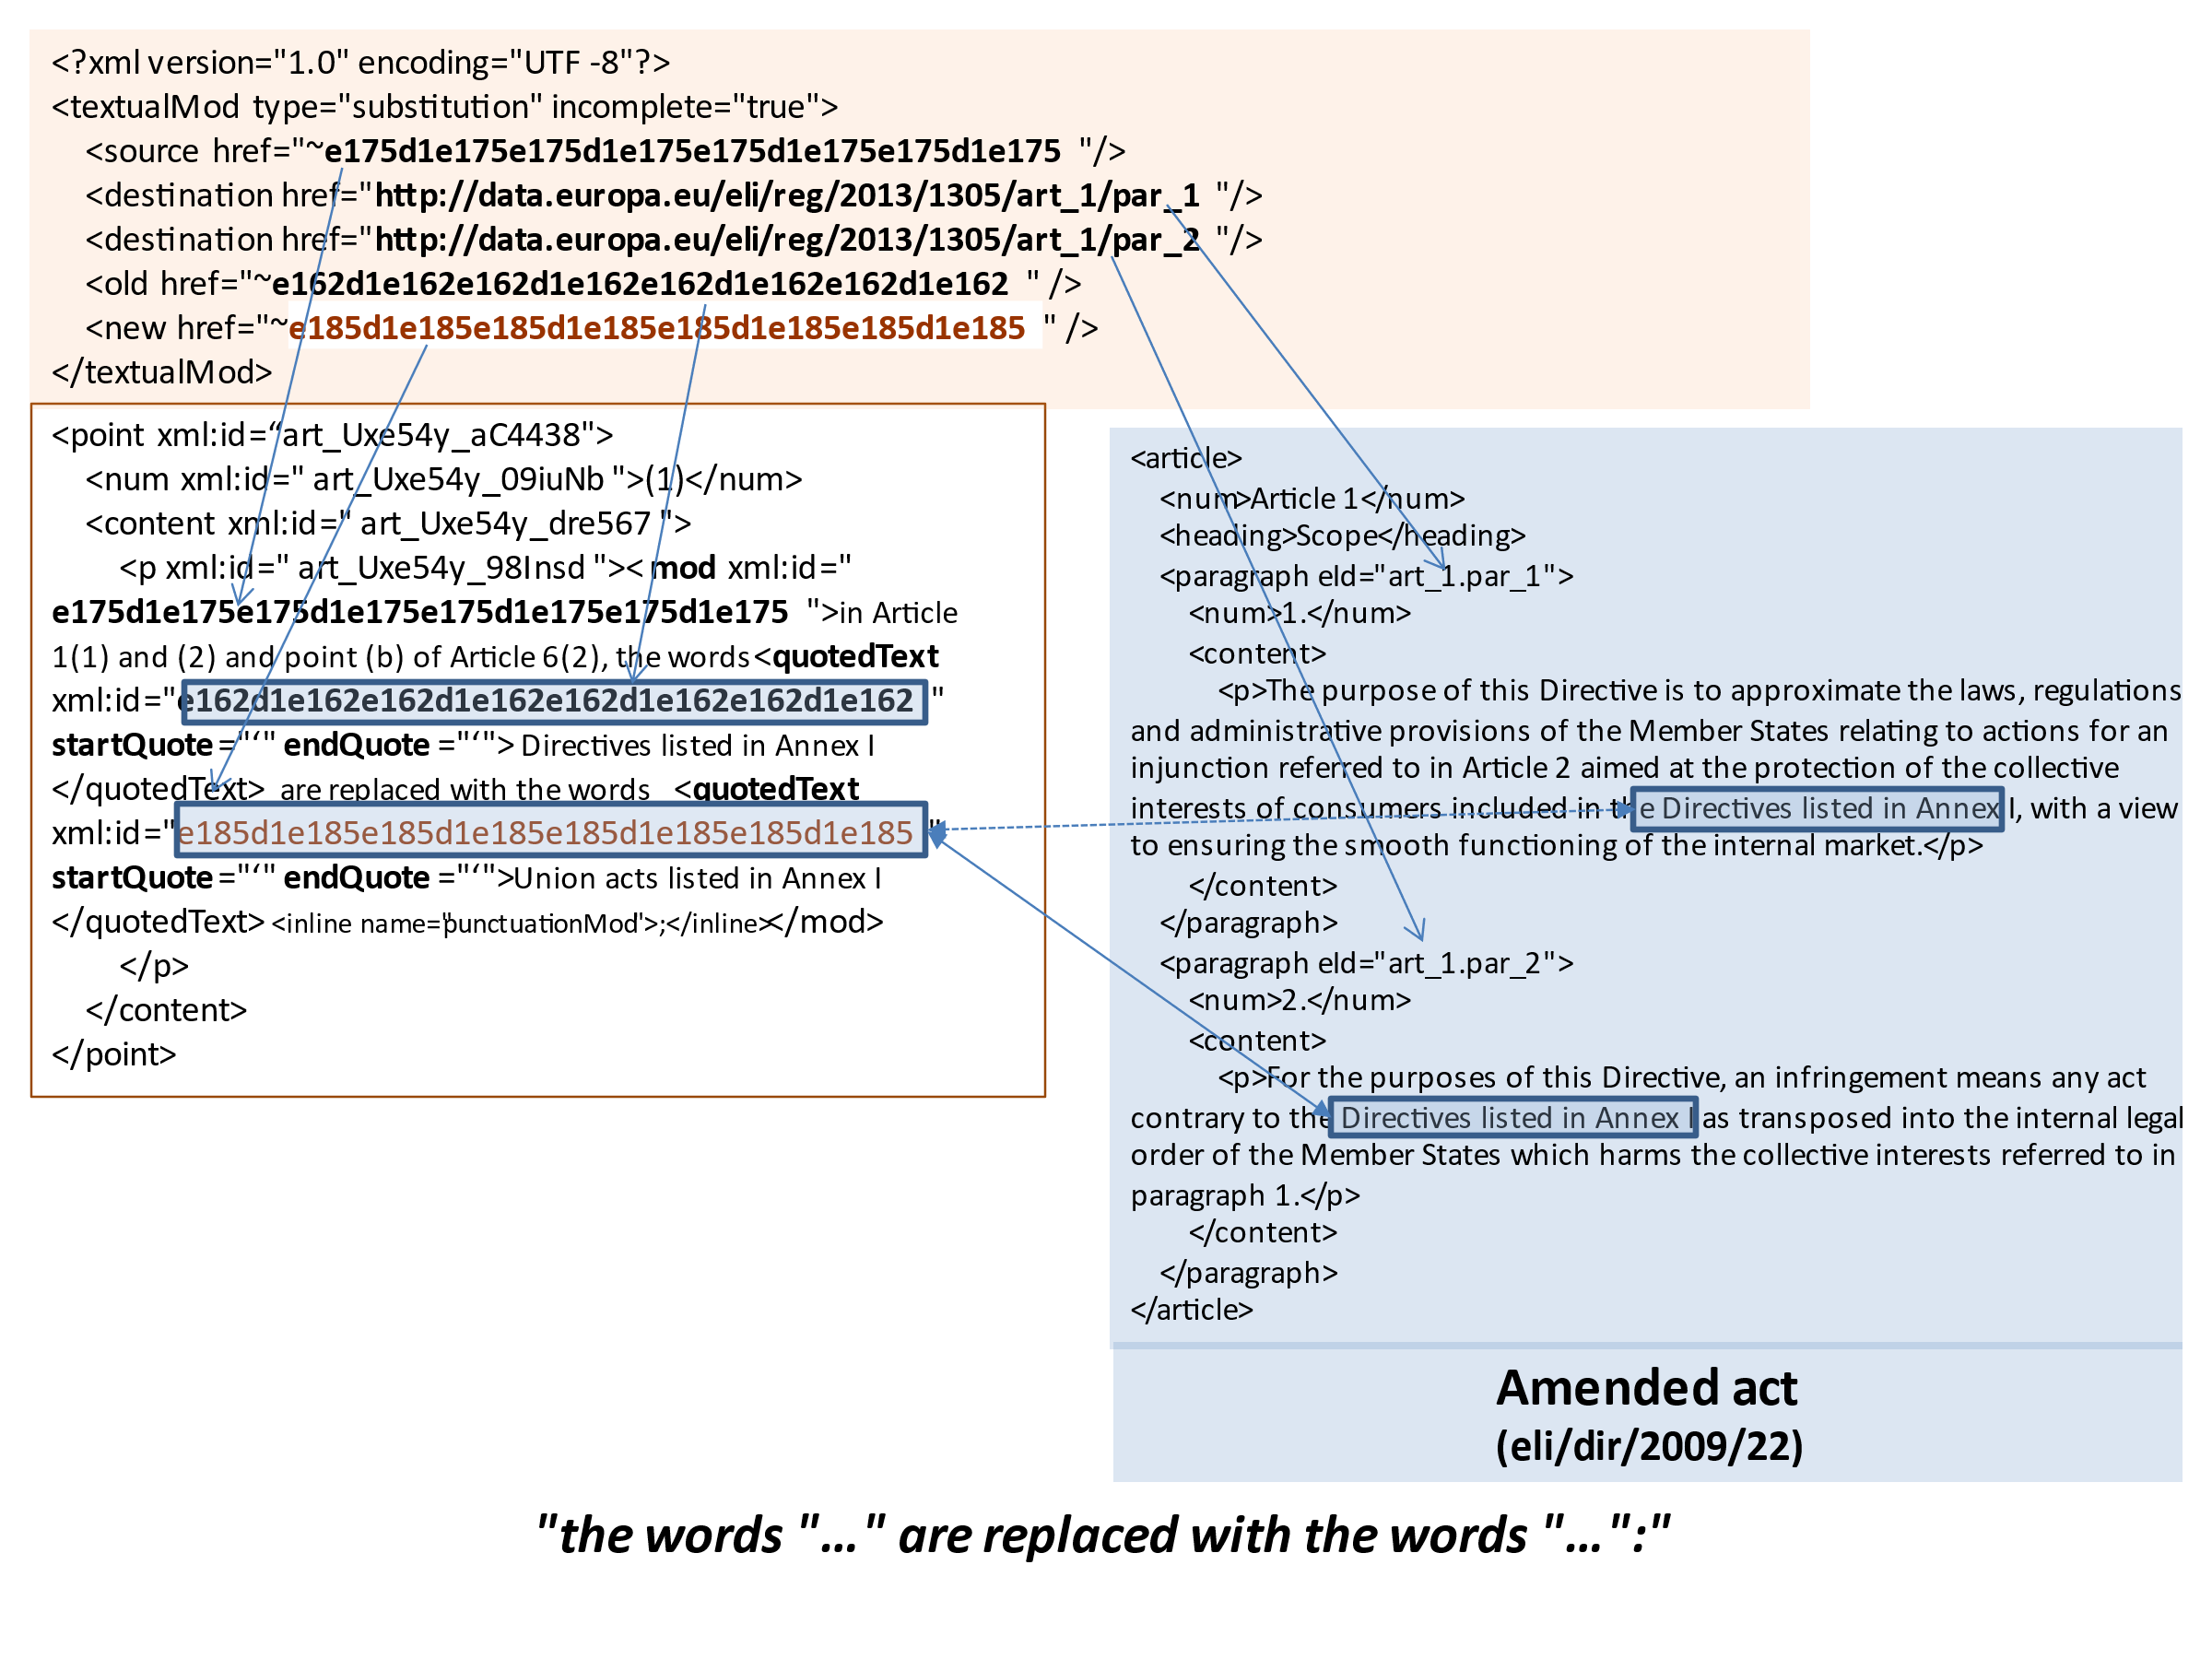 <?xml version="1.0" encoding="UTF -8"?>
<textualMod type="substitution" incomplete="true">
<source href="~e175d1e175e175d1e175e175d1e175e175d1e175 "/>
<destination href="http://data.europa.eu/eli/reg/2013/1305/art_1/par_1 "/>
<destination href="http://data.europa.eu/eli/reg/2013/1305/art_1/par_2 "/>
<old href="~e162d1e162e162d1e162e162d1e162e162d1e162 " />
<new href="~e185d1e185e185d1e185e185d1e185e185d1e185 " />
</textualMod>
<point xml:id=“art_Uxe54y_aC4438">
<num xml:id=" art_Uxe54y_09iuNb ">(1)</num>
<content xml:id=" art_Uxe54y_dre567 ">
<p xml:id=" art_Uxe54y_98Insd "><mod xml:id="
e175d1e175e175d1e175e175d1e175e175d1e175 ">in Article
1(1) and (2) and point (b) of Article 6(2), the words<quotedText
xml:id="e162d1e162e162d1e162e162d1e162e162d1e162 "
startQuote="‘" endQuote ="‘"> Directives listed in Annex I
</quotedText> are replaced with the words <quotedText
xml:id="e185d1e185e185d1e185e185d1e185e185d1e185 "
startQuote="‘" endQuote ="‘">Union acts listed in Annex I
</quotedText> <inline name="punctuationMod">;</inline></mod>
</p>
</content>
</point>
<article>
<num>Article 1</num>
<heading>Scope</heading>
<paragraph eId="art_1.par_1">
<num>1.</num>
<content>
<p>The purpose of this Directive is to approximate the laws, regulations
and administrative provisions of the Member States relating to actions for an
injunction referred to in Article 2 aimed at the protection of the collective
interests of consumers included in the Directives listed in Annex I, with a view
to ensuring the smooth functioning of the internal market.</p>
</content>
</paragraph>
<paragraph eId="art_1.par_2">
<num>2.</num>
<content>
<p>For the purposes of this Directive, an infringement means any act
contrary to the Directives listed in Annex I as transposed into the internal legal
order of the Member States which harms the collective interests referred to in
paragraph 1.</p>
</content>
</paragraph>
</article>
Amended act
(eli/dir/2009/22)
"the words "..." are replaced with the words "...":"